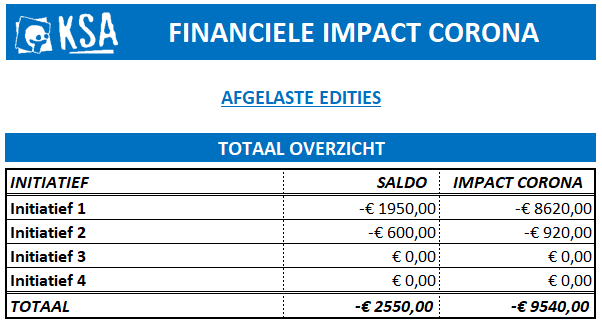 KSA FINANCIELE IMPACT CORONA
AFGELASTE EDITIES
TOTAAL OVERZICHT
INITIATIEF SALDO IMPACT CORONA
Initiatief 1 -€ 1950,00 -€ 8620,00
Initiatief 2 -€ 600,00 -€ 920,00
Initiatief 3 € 0,00 € 0,00
Initiatief 4 € 0,00 € 0,00
TOTAAL -€ 2550,00 -€ 9540,00